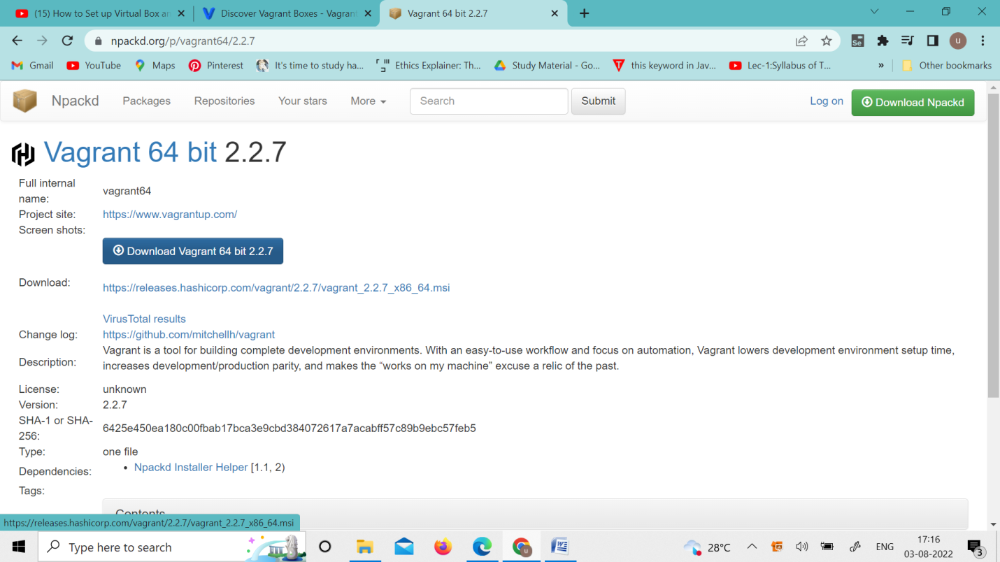 (15) How to Set up Virtual Box an
Discover Vagrant Boxes - Vagrant
Vagrant 64 bit 2.2.7
npackd.org/p/vagrant64/2.2.7
Se
u
Gmail
YouTube
Maps
Pinterest
It's time to study ha...
Ethics Explainer: Th...
Study Material - Go...
this keyword in Jav...
Lec-1:Syllabus of T...
»
Other bookmarks
Npackd
Packages
Repositories
Your stars
More
Search
Submit
Log on
Download Npackd
Vagrant 64 bit 2.2.7
Full internal
name:
vagrant64
Project site:
https://www.vagrantup.com/
Screen shots:
Download Vagrant 64 bit 2.2.7
Download:
https://releases.hashicorp.com/vagrant/2.2.7/vagrant_2.2.7_x86_64.msi
VirusTotal results
Change log:
https://github.com/mitchellh/vagrant
Description:
Vagrant is a tool for building complete development environments. With an easy-to-use workflow and focus on automation, Vagrant lowers development environment setup time,
increases development/production parity, and makes the “works on my machine” excuse a relic of the past.
License:
unknown
Version:
2.2.7
SHA-1 or SHA-
256:
6425e450ea180c00fbab17bca3e9cbd384072617a7acabff57c89b9ebc57feb5
Type:
one file
Dependencies:
• Npackd Installer Helper [1.1, 2)
Tags:
Contents
https://releases.hashicorp.com/vagrant/2.2.7/vagrant_2.2.7_x86_64.msi
Type here to search
u
W
28°C
ENG
17:16
03-08-2022
3